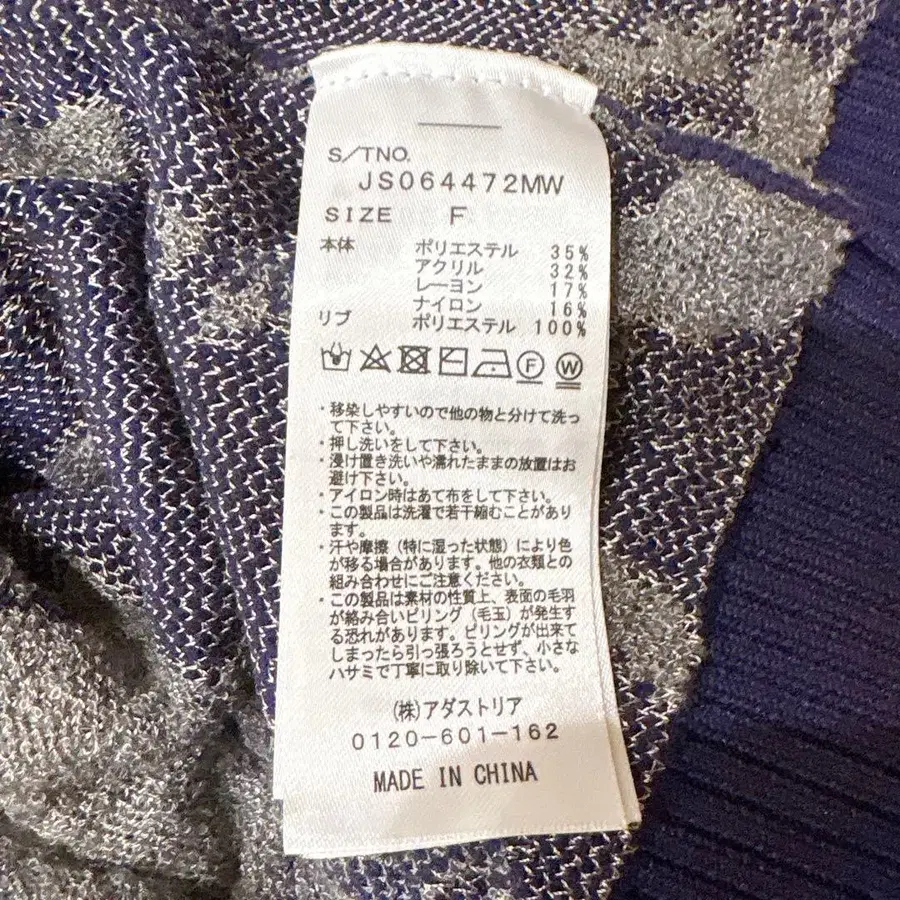 S/TNO.
JS064472MW
SIZE F
本体 ポリエステル 35%
アクリル 32%
レーヨン 17%
ナイロン 16%
リブ ポリエステル 100%
F W
・移染しやすいので他の物と分けて洗っ
て下さい。
・押し洗いをして下さい。
・浸け置き洗いや濡れたままの放置はお
避け下さい。
・アイロン時はあて布をして下さい。
・この製品は洗濯で若干縮むことがあり
ます。
・汗や摩擦（特に湿った状態）により色
が移る場合があります。他の衣類との
組み合わせにご注意ください。
・この製品は素材の性質上、表面の毛羽
が絡み合いピリング（毛玉）が発生す
る恐れがあります。ピリングが出来て
しまったら引っ張ろうとせず、小さな
ハサミで丁寧に取り除いて下さい。
(株)アダストリア
0120-601-162
MADE IN CHINA